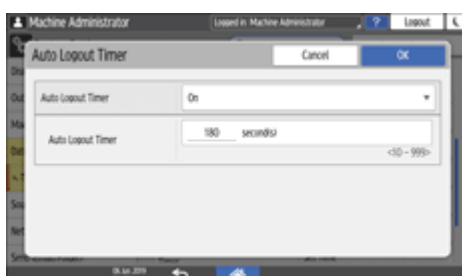 Machine Administrator
Logged in Machine Administrator
?
Logout
Auto Logout Timer
Cancel
OK
Auto Logout Timer
On
Auto Logout Timer
180 second(s)
<10 - 999>